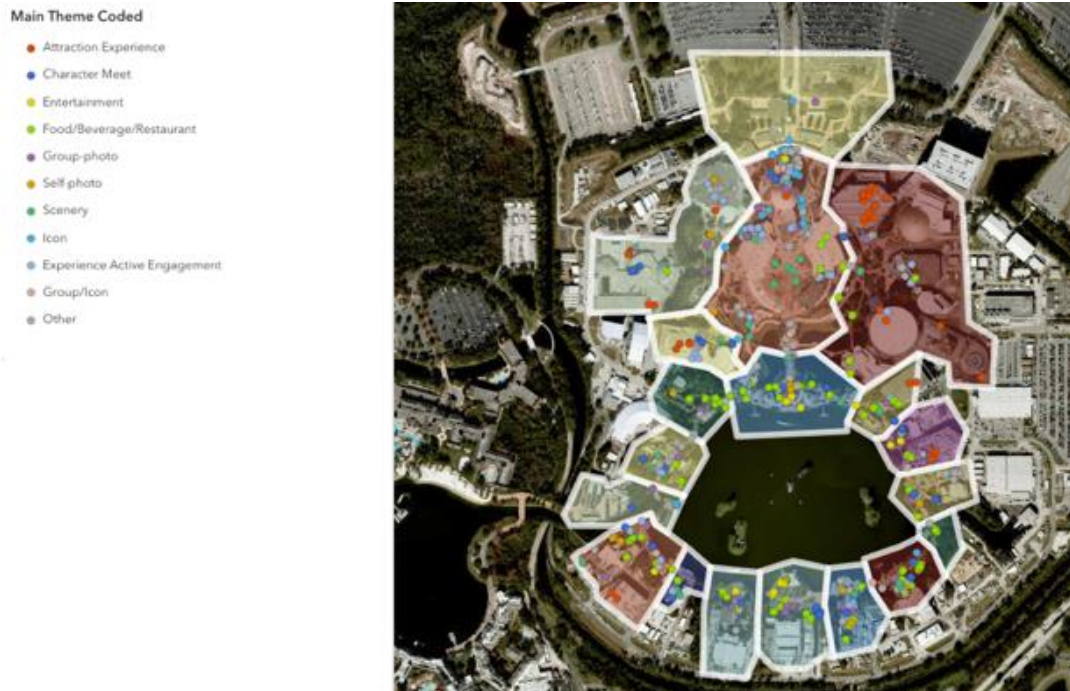 Main Theme Coded
Attraction Experience
Character Meet
Entertainment
Food/Beverage/Restaurant
Group-photo
Self-photo
Scenery
Icon
Experience Active Engagement
Group/Icon
Other